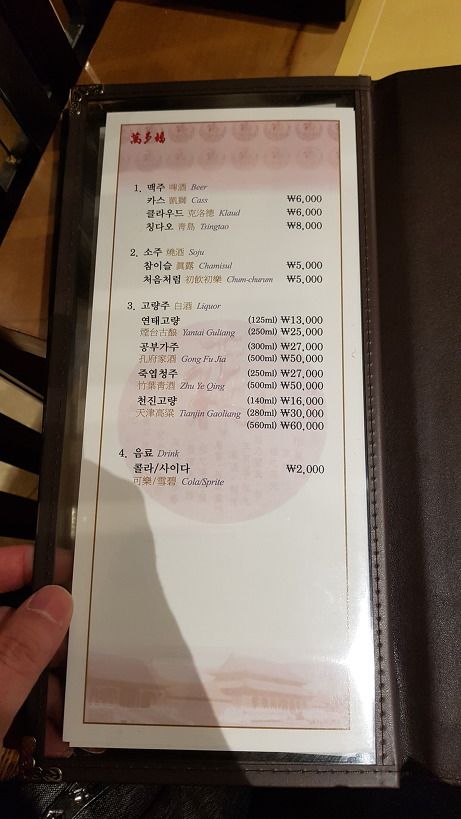 萬多福
1. 맥주 啤酒 Beer
카스 凱獅 Cass ₩6,000
클라우드 克洛德 Klaud ₩6,000
칭다오 靑島 Tsingtao ₩8,000
2. 소주 燒酒 Soju
참이슬 眞露 Chamisul ₩5,000
처음처럼 初飮初樂 Chum-churum ₩5,000
3. 고량주 白酒 Liquor
연태고량 (125ml) ₩13,000
煙台古釀 Yantai Guliang (250ml) ₩25,000
공부가주 (300ml) ₩27,000
孔府家酒 Gong Fu Jia (500ml) ₩50,000
죽엽청주 (250ml) ₩27,000
竹葉靑酒 Zhu Ye Qing (500ml) ₩50,000
천진고량 (140ml) ₩16,000
天津高粱 Tianjin Gaoliang (280ml) ₩30,000
(560ml) ₩60,000
4. 음료 Drink
콜라/사이다 ₩2,000
可樂/雪碧 Cola/Sprite